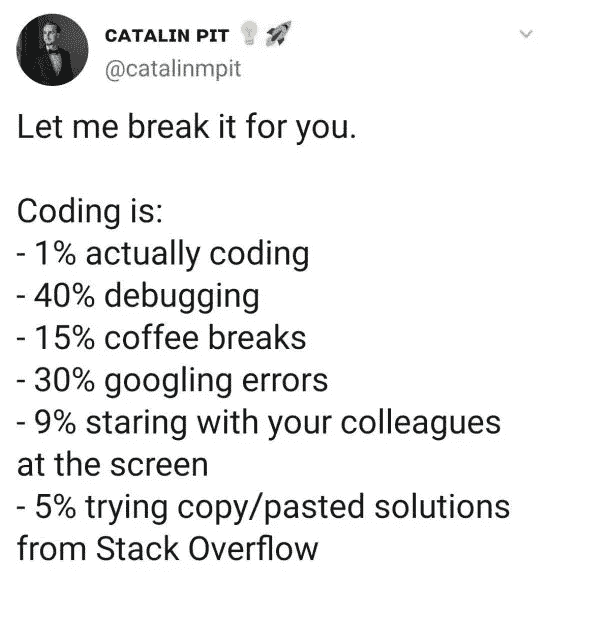 CATALIN PIT
@catalinmpit
Let me break it for you.
Coding is:
- 1% actually coding
- 40% debugging
- 15% coffee breaks
- 30% googling errors
- 9% staring with your colleagues
at the screen
- 5% trying copy/pasted solutions
from Stack Overflow